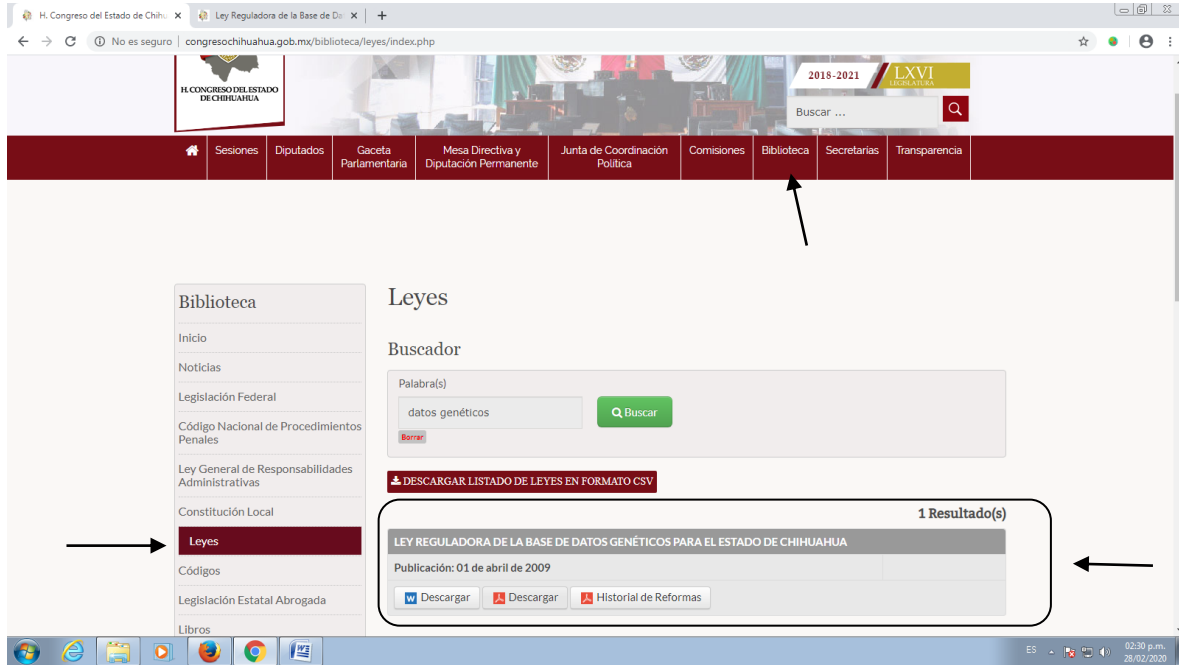 H. Congreso del Estado de Chihu
Ley Reguladora de la Base de Da
No es seguro | congresochihuahua.gob.mx/biblioteca/leyes/index.php
H. CONGRESO DEL ESTADO
DE CHIHUAHUA
2018-2021
LXVI
LEGISLATURA
Buscar ...
Sesiones
Diputados
Gaceta
Parlamentaria
Mesa Directiva y
Diputación Permanente
Junta de Coordinación
Política
Comisiones
Biblioteca
Secretarías
Transparencia
Biblioteca
Inicio
Noticias
Legislación Federal
Código Nacional de Procedimientos
Penales
Ley General de Responsabilidades
Administrativas
Constitución Local
Leyes
Códigos
Legislación Estatal Abrogada
Libros
Leyes
Buscador
Palabra(s)
datos genéticos
Buscar
Borrar
DESCARGAR LISTADO DE LEYES EN FORMATO CSV
1 Resultado(s)
LEY REGULADORA DE LA BASE DE DATOS GENÉTICOS PARA EL ESTADO DE CHIHUAHUA
Publicación: 01 de abril de 2009
Descargar
Descargar
Historial de Reformas
ES
02:30 p.m.
28/02/2020